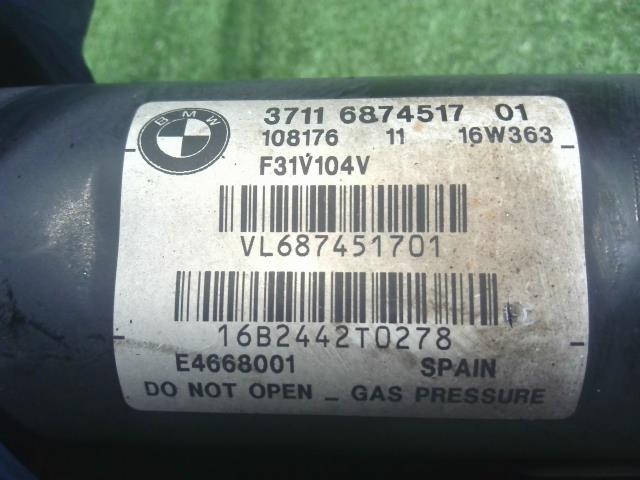 BMW
3711 6874517 01
108176 11 16W363
F31V104V
VL687451701
16B2442T0278
E4668001 SPAIN
DO NOT OPEN _ GAS PRESSURE